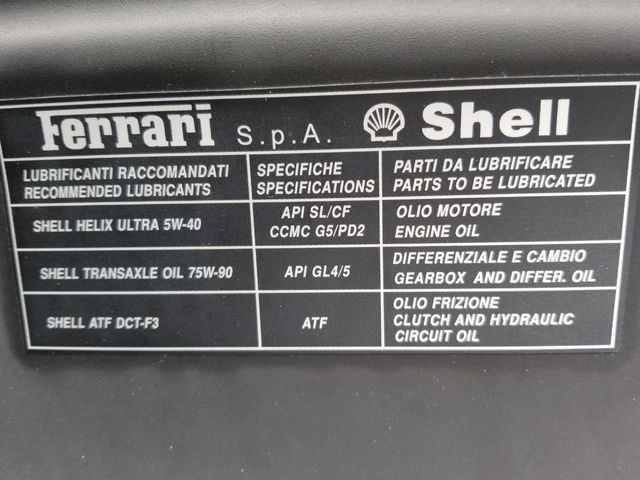 Ferrari S.p.A. Shell
LUBRIFICANTI RACCOMANDATI
RECOMMENDED LUBRICANTS
SPECIFICHE
SPECIFICATIONS
PARTI DA LUBRIFICARE
PARTS TO BE LUBRICATED
SHELL HELIX ULTRA 5W-40
API SL/CF
CCMC G5/PD2
OLIO MOTORE
ENGINE OIL
SHELL TRANSAXLE OIL 75W-90
API GL4/5
DIFFERENZIALE E CAMBIO
GEARBOX AND DIFFER. OIL
SHELL ATF DCT-F3
ATF
OLIO FRIZIONE
CLUTCH AND HYDRAULIC
CIRCUIT OIL